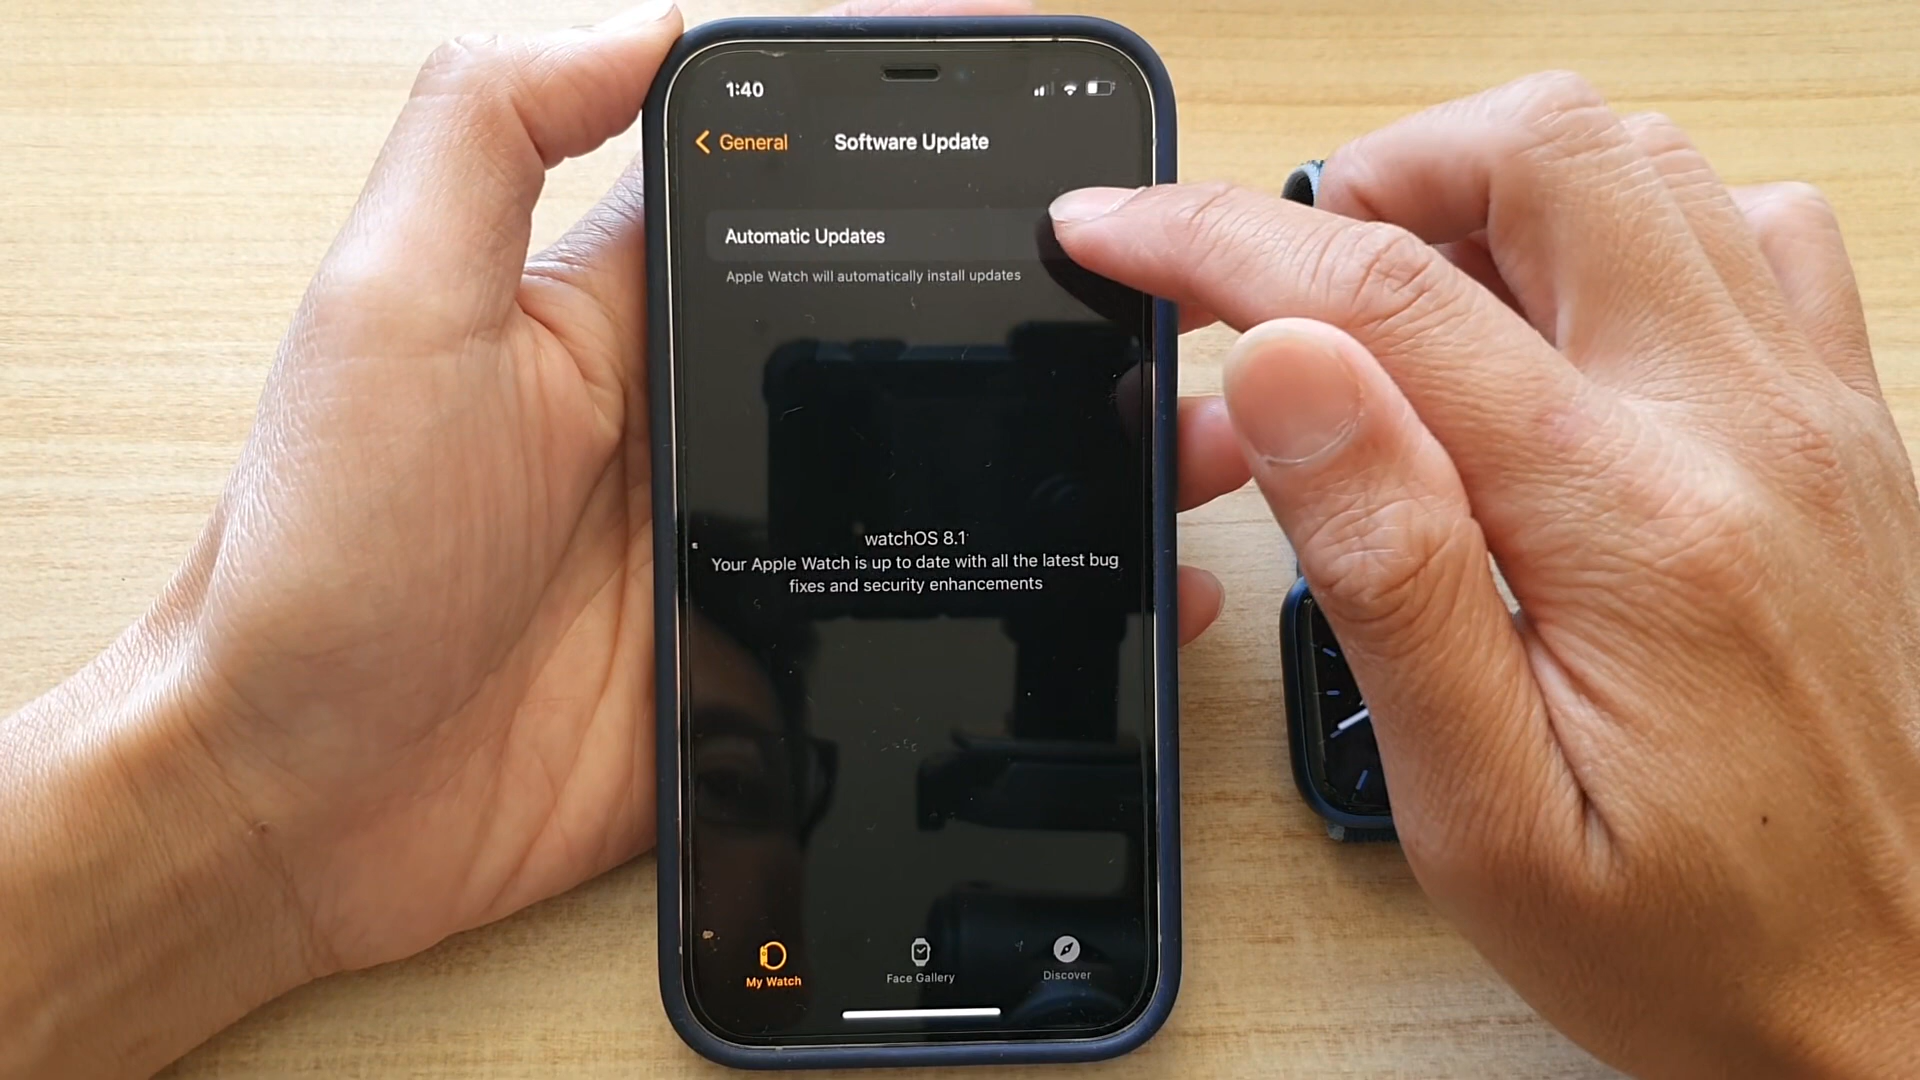 1:40
General
Software Update
Automatic Updates
Apple Watch will automatically install updates
watchOS 8.1
Your Apple Watch is up to date with all the latest bug
fixes and security enhancements
My Watch
Face Gallery
Discover